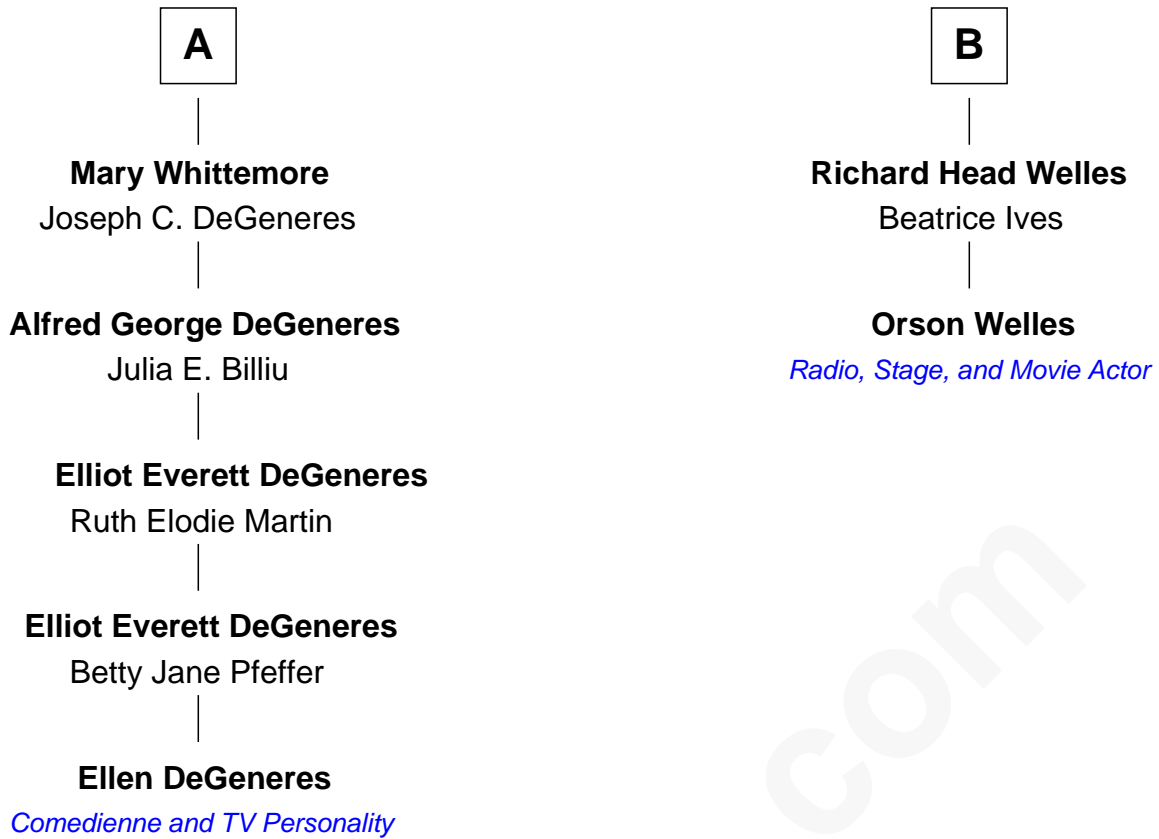 A
Mary Whittemore
Joseph C. DeGeneres
Alfred George DeGeneres
Julia E. Billiu
Elliot Everett DeGeneres
Ruth Elodie Martin
Elliot Everett DeGeneres
Betty Jane Pfeffer
Ellen DeGeneres
Comedienne and TV Personality
B
Richard Head Welles
Beatrice Ives
Orson Welles
Radio, Stage, and Movie Actor
com